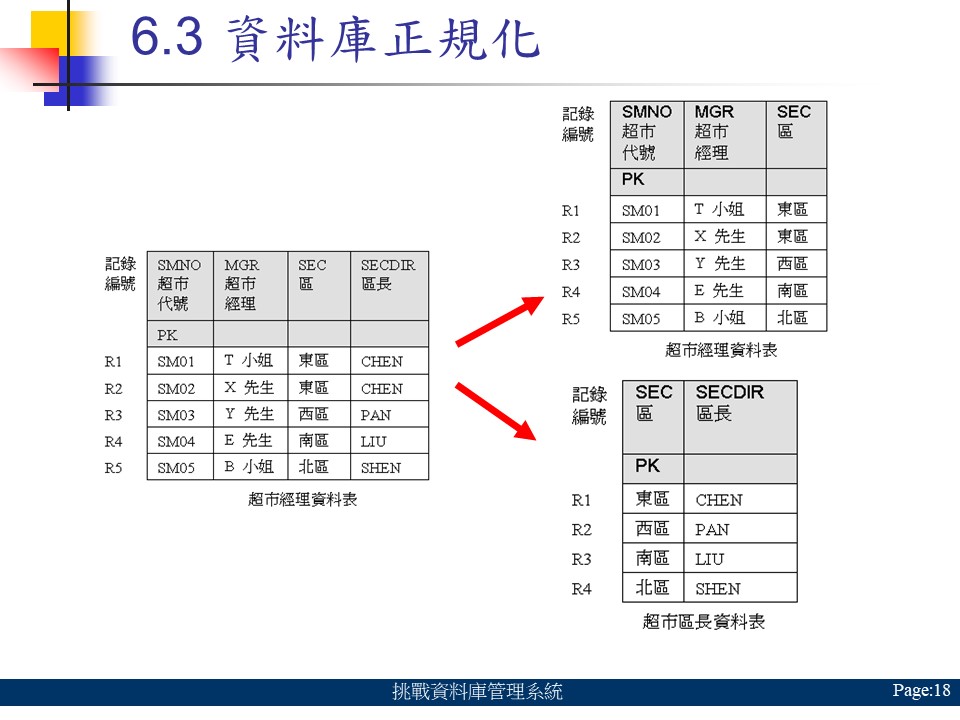 6.3 資料庫正規化
記錄
編號
SMNO
超市
代號
MGR
超市
經理
SEC
區
SECDIR
區長
PK
R1 SM01 T 小姐 東區 CHEN
R2 SM02 X 先生 東區 CHEN
R3 SM03 Y 先生 西區 PAN
R4 SM04 E 先生 南區 LIU
R5 SM05 B 小姐 北區 SHEN
超市經理資料表
記錄
編號
SMNO
超市
代號
MGR
超市
經理
SEC
區
PK
R1 SM01 T 小姐 東區
R2 SM02 X 先生 東區
R3 SM03 Y 先生 西區
R4 SM04 E 先生 南區
R5 SM05 B 小姐 北區
超市經理資料表
記錄
編號
SEC
區
SECDIR
區長
PK
R1 東區 CHEN
R2 西區 PAN
R3 南區 LIU
R4 北區 SHEN
超市區長資料表
挑戰資料庫管理系統
Page:18